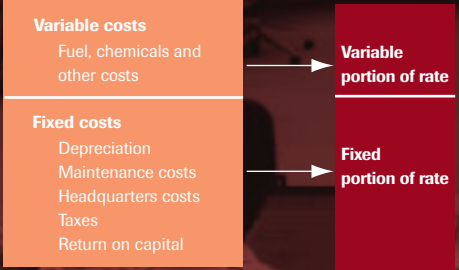 Variable costs
Fuel, chemicals and
other costs
Variable
portion of rate
Fixed costs
Depreciation
Maintenance costs
Headquarters costs
Taxes
Return on capital
Fixed
portion of rate